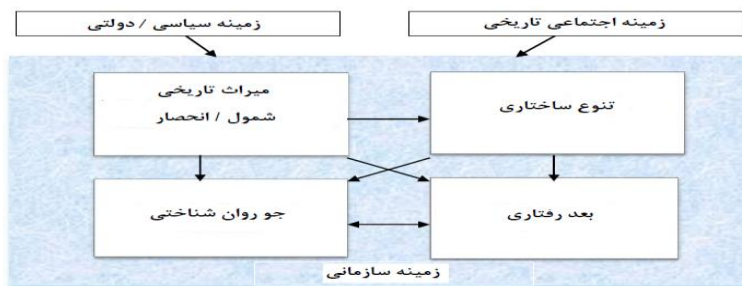 زمینه اجتماعی تاریخی
زمینه سیاسی / دولتی
میراث تاریخی
شمول / انحصار
تنوع ساختاری
جو روان شناختی
بعد رفتاری
زمینه سازمانی